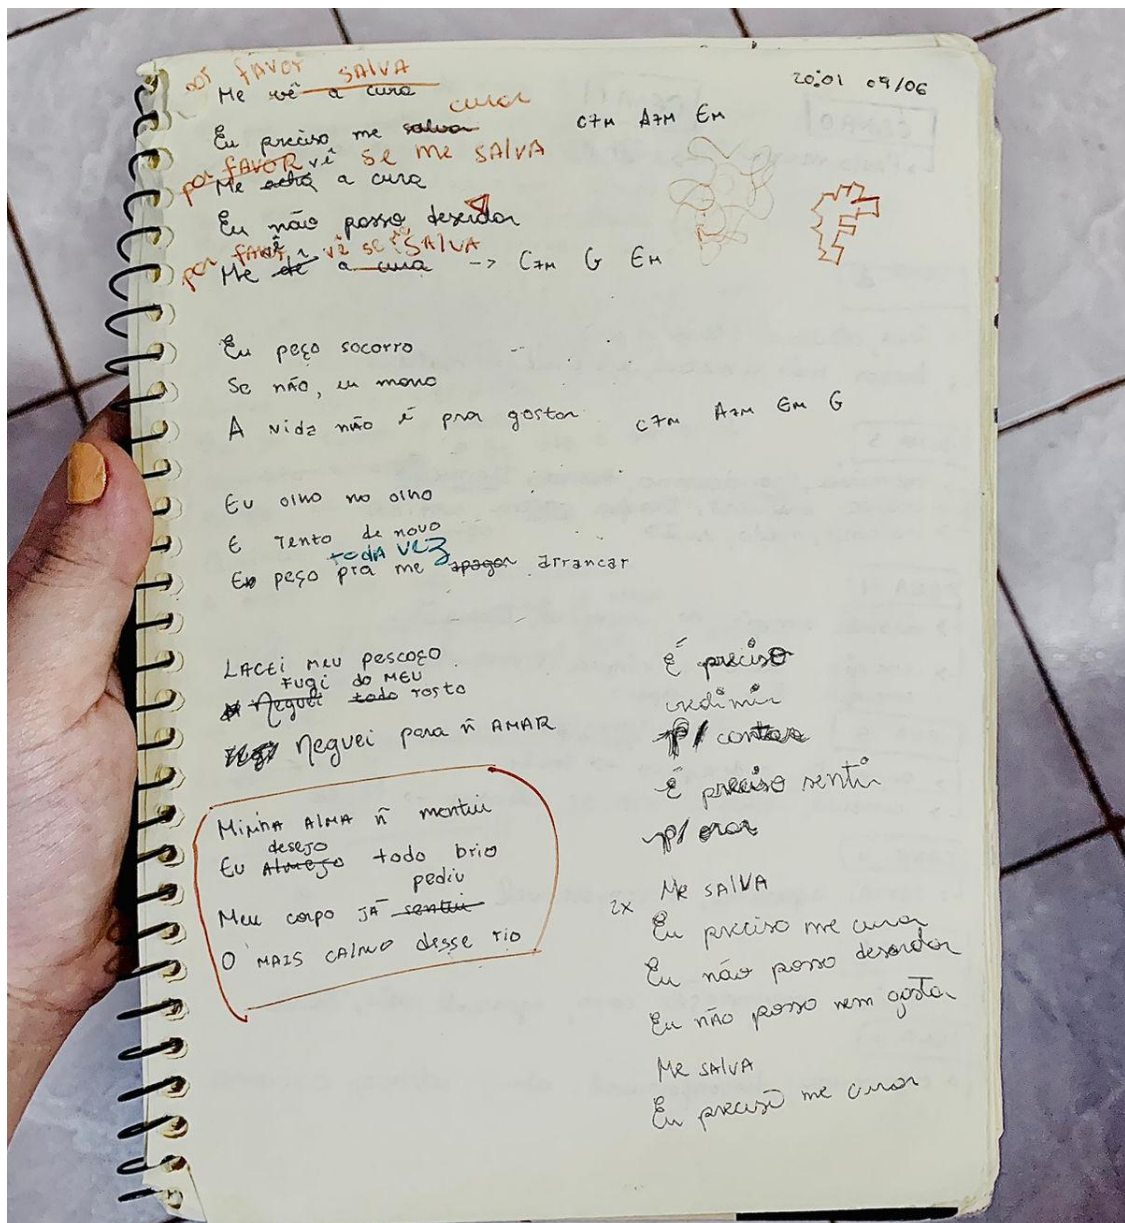 20:01 09/06
por favor SALVA
Me vê a cura
curar
Eu preciso me salvar
C7M A7M Em
por FAVOR vê se me SALVA
Me acha a cura
Eu não posso desandar
por favor vê se SALVA
vê
Me dê a cura -> C7M G Em
Eu peço socorro
Se não, eu morro
A vida não é pra gostar
C7M A7M Em G
Eu olho no olho
E tento de novo
toda vez
Eu peço pra me apagar arrancar
Lacei meu pescoço
Fugi do meu
Neguei todo rosto
Neguei para ñ AMAR
Minha ALMA ñ mentiu
desejo
Eu Almejo todo brio
pediu
Meu corpo já sentiu
O mais calmo desse rio
É preciso
redimir
p/ contar
É preciso sentir
p/ orar
2x Me SALVA
Eu preciso me curar
Eu não posso desandar
Eu não posso nem gostar
Me SALVA
Eu preciso me curar